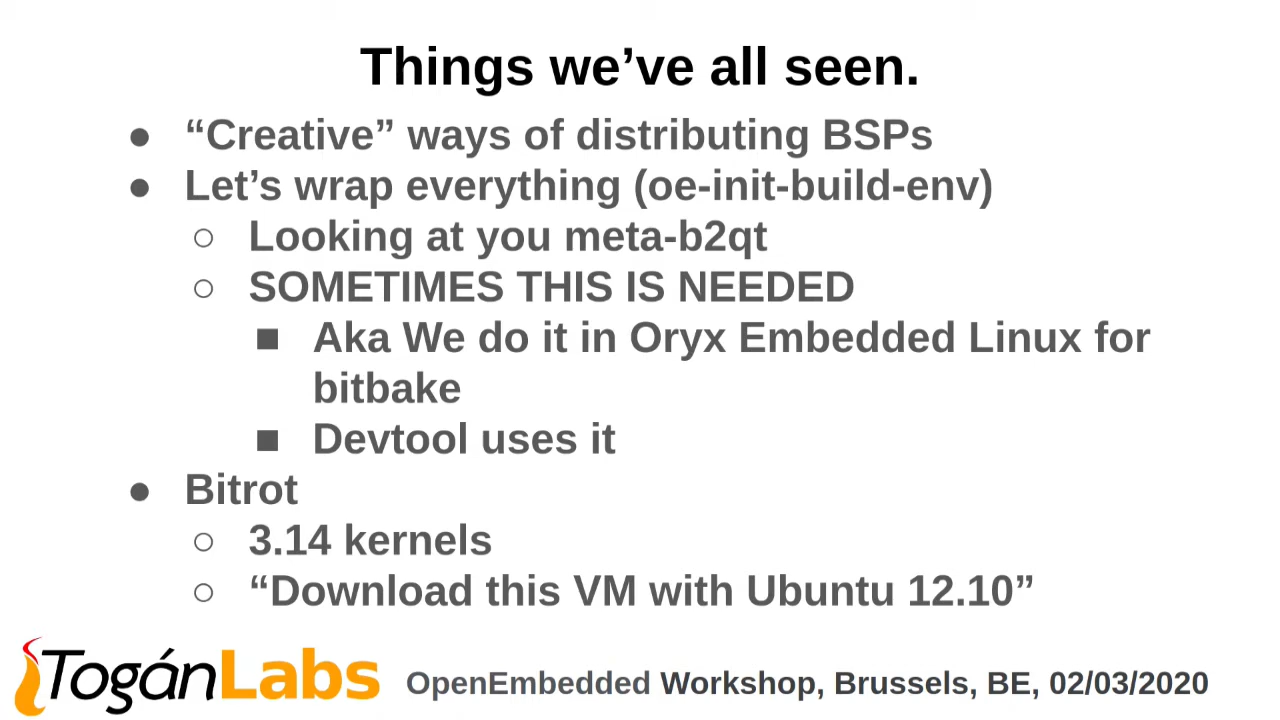 Things we’ve all seen.
● “Creative” ways of distributing BSPs
● Let’s wrap everything (oe-init-build-env)
○ Looking at you meta-b2qt
○ SOMETIMES THIS IS NEEDED
■ Aka We do it in Oryx Embedded Linux for
bitbake
■ Devtool uses it
● Bitrot
○ 3.14 kernels
○ “Download this VM with Ubuntu 12.10”
TogánLabs
OpenEmbedded Workshop, Brussels, BE, 02/03/2020